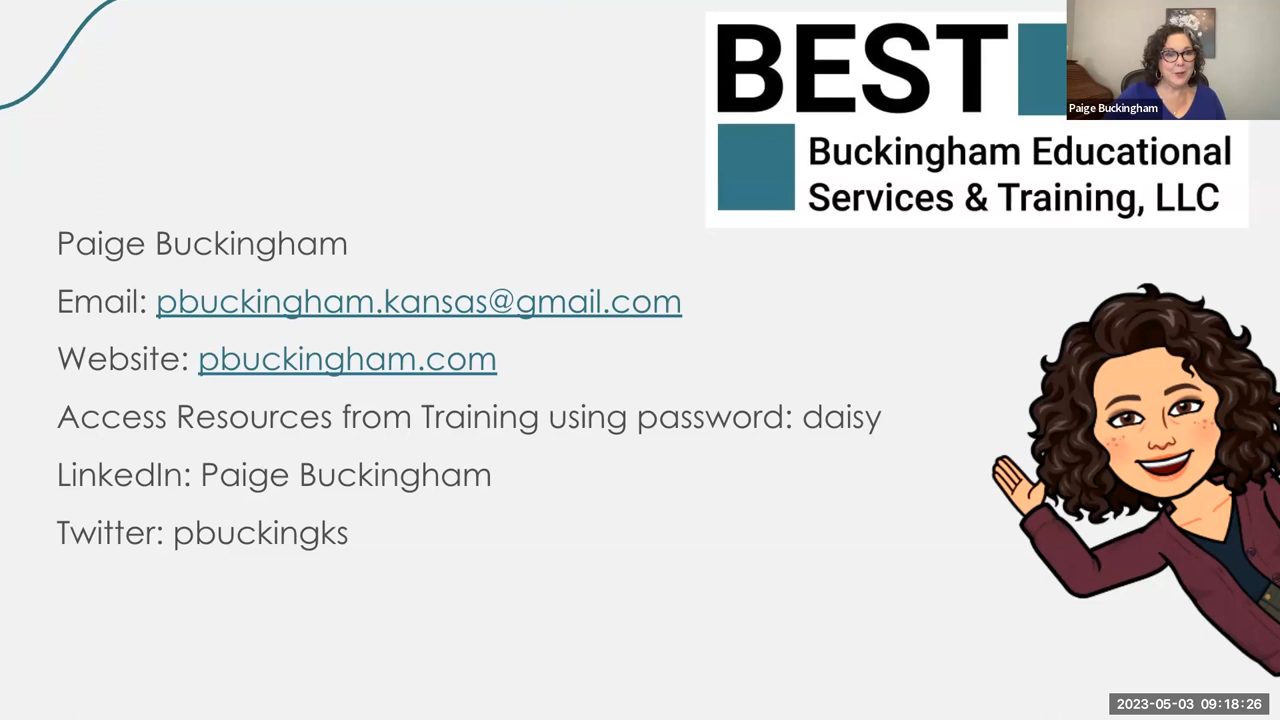 BEST
Paige Buckingham
Buckingham Educational
Services & Training, LLC
Paige Buckingham
Email: pbuckingham.kansas@gmail.com
Website: pbuckingham.com
Access Resources from Training using password: daisy
LinkedIn: Paige Buckingham
Twitter: pbuckingks
2023-05-03 09:18:26